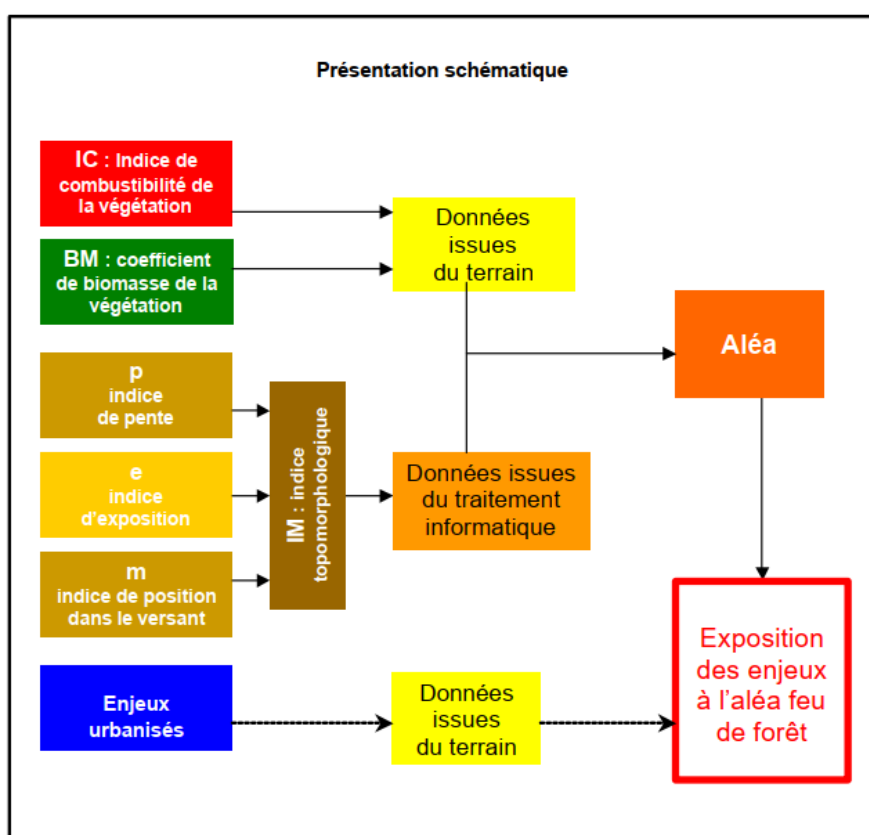 Présentation schématique
IC : Indice de
combustibilité de
la végétation
BM : coefficient
de biomasse de la
végétation
Données
issues
du terrain
p
indice
de pente
e
indice
d'exposition
m
indice de position
dans le versant
IM : indice
topomorphologique
Données issues
du traitement
informatique
Aléa
Enjeux
urbanisés
Données
issues
du terrain
Exposition
des enjeux
à l'aléa feu
de forêt